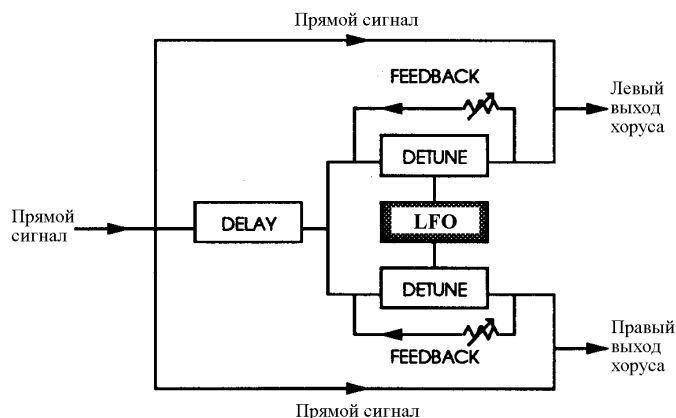 Прямой сигнал
FEEDBACK
Левый
выход
хоруса
DETUNE
Прямой
сигнал
DELAY
LFO
DETUNE
FEEDBACK
Правый
выход
хоруса
Прямой сигнал